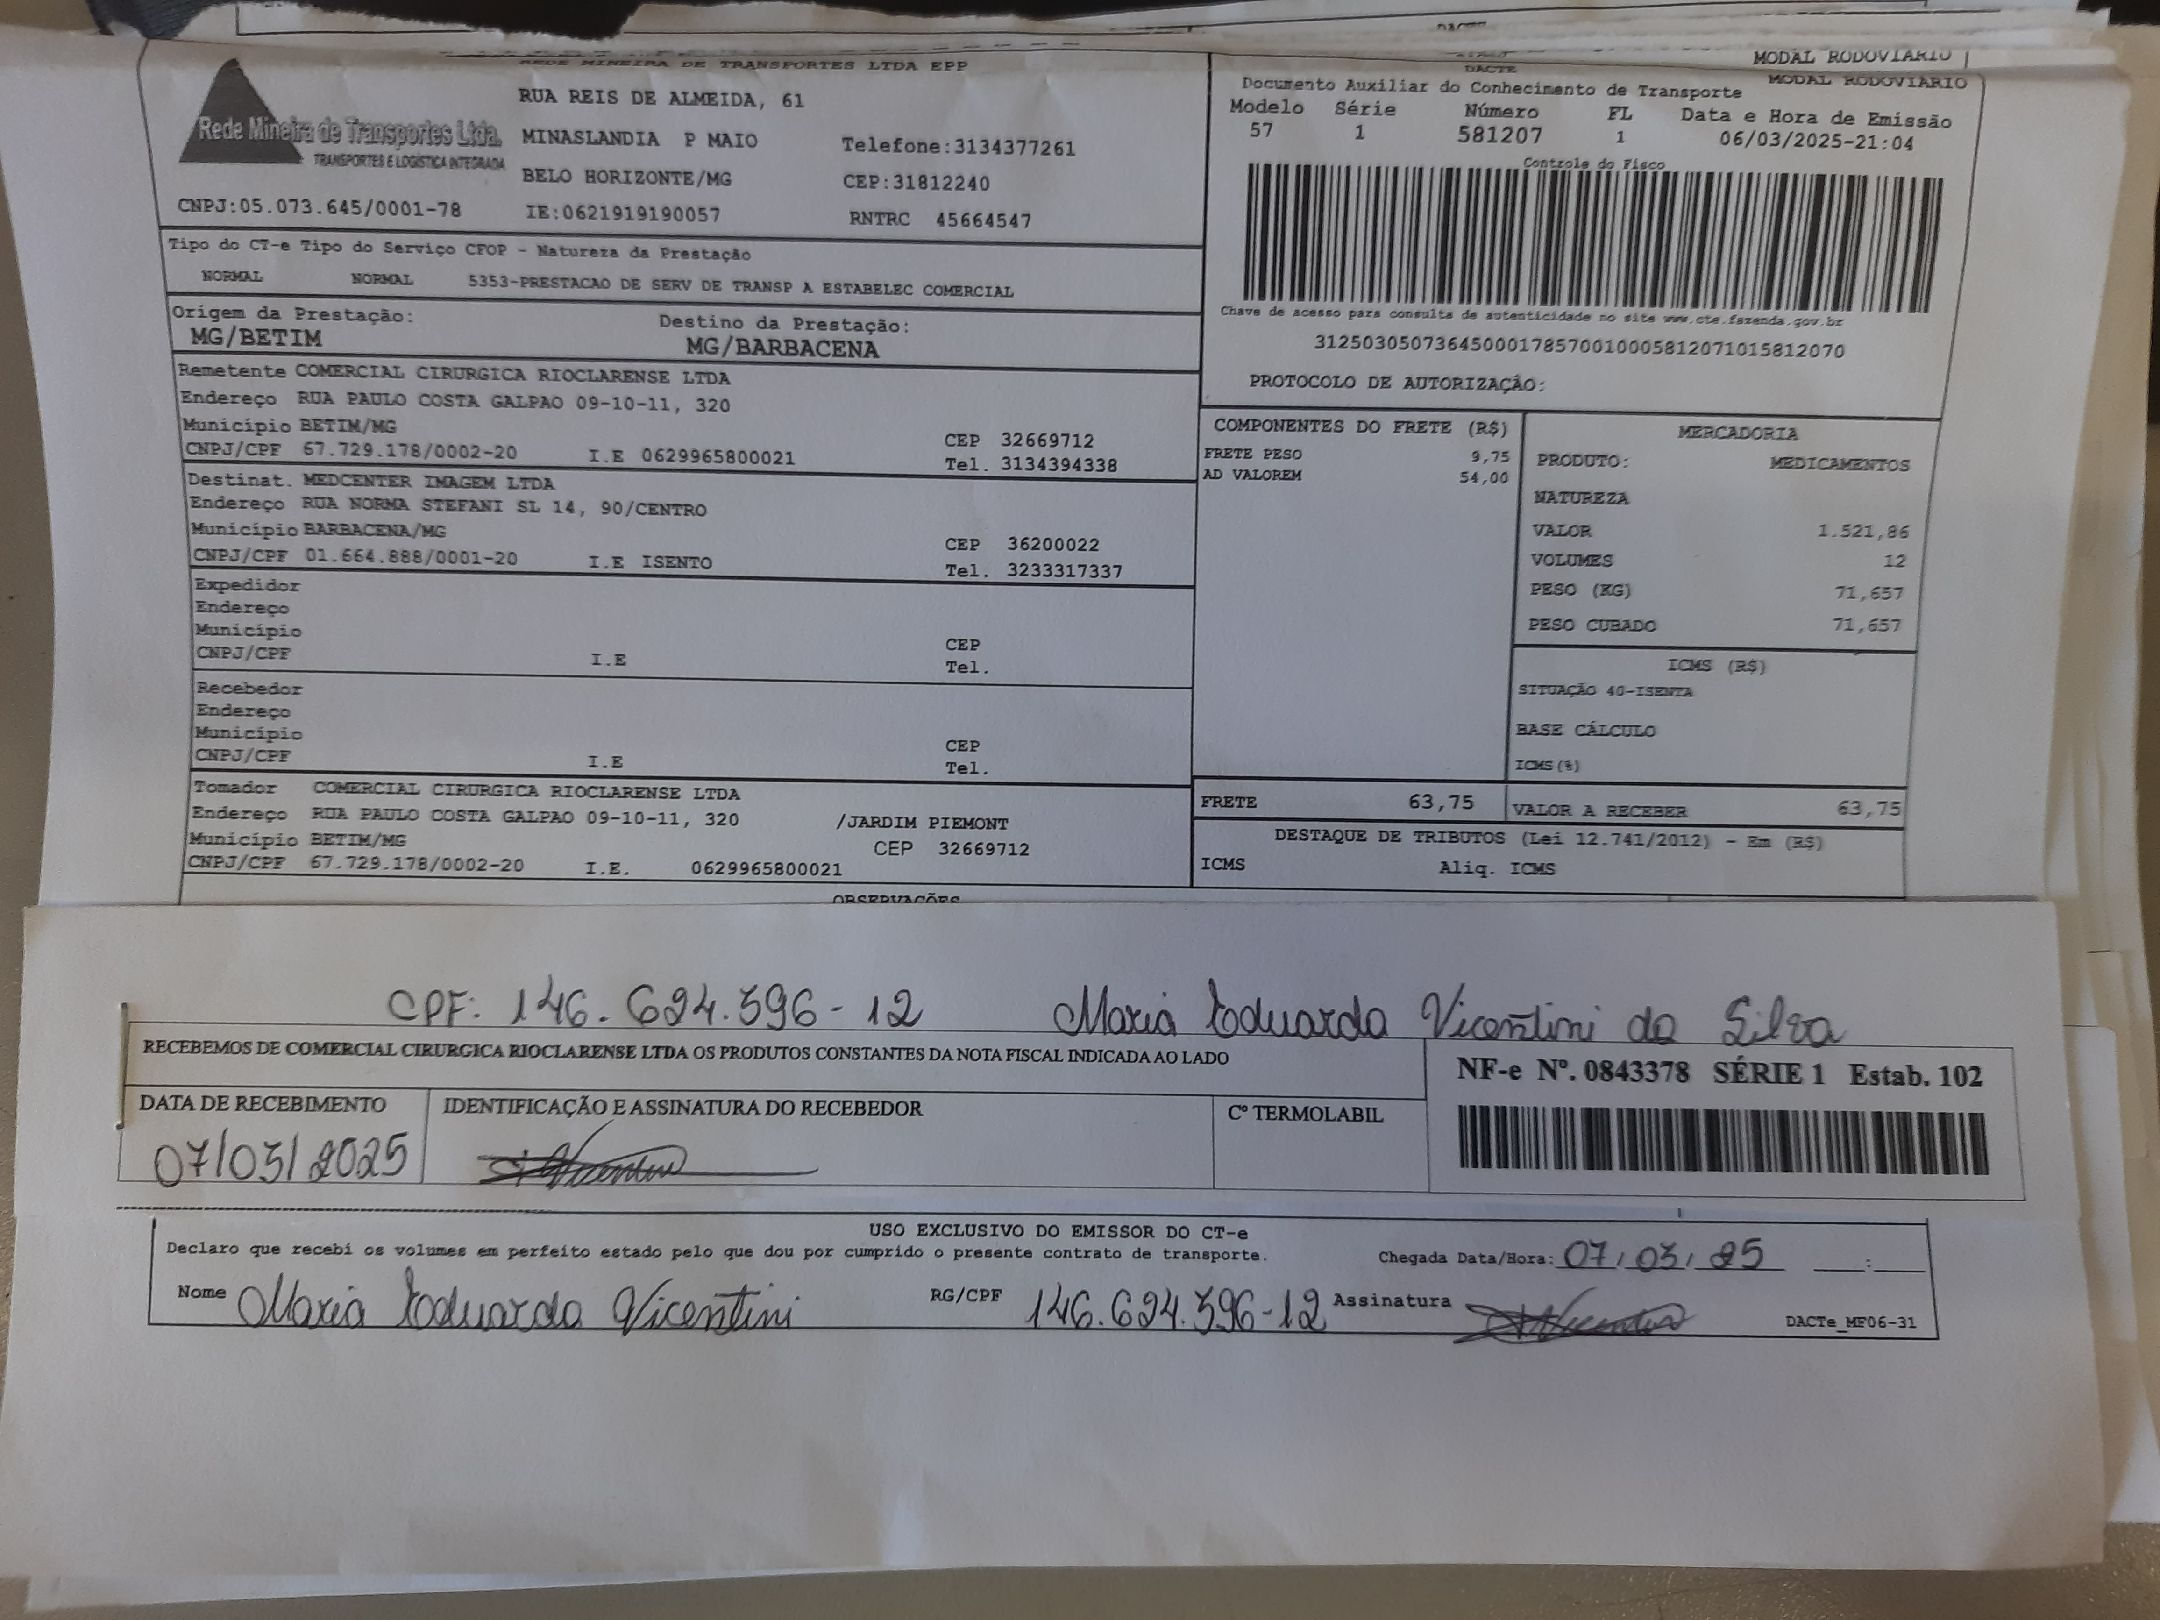 DACTE
MODAL RODOVIARIO
REDE MINEIRA DE TRANSPORTES LTDA EPP
Rede Mineira de Transportes Ltda.
TRANSPORTES E LOGÍSTICA INTEGRADA
RUA REIS DE ALMEIDA, 61
MINASLANDIA P MAIO Telefone:3134377261
BELO HORIZONTE/MG CEP:31812240
CNPJ:05.073.645/0001-78 IE:0621919190057 RNTRC 45664547
DACTE MODAL RODOVIARIO
Documento Auxiliar do Conhecimento de Transporte
Modelo Série Número FL Data e Hora de Emissão
57 1 581207 1 06/03/2025-21:04
Controle do Fisco
Chave de acesso para consulta de autenticidade no site www.cte.fazenda.gov.br
31250305073645000178570010005812071015812070
PROTOCOLO DE AUTORIZAÇÃO:
Tipo do CT-e Tipo do Serviço CFOP - Natureza da Prestação
NORMAL NORMAL 5353-PRESTACAO DE SERV DE TRANSP A ESTABELEC COMERCIAL
Origem da Prestação: Destino da Prestação:
MG/BETIM MG/BARBACENA
Remetente COMERCIAL CIRURGICA RIOCLARENSE LTDA
Endereço RUA PAULO COSTA GALPAO 09-10-11, 320
Município BETIM/MG CEP 32669712
CNPJ/CPF 67.729.178/0002-20 I.E 0629965800021 Tel. 3134394338
Destinat. MEDCENTER IMAGEM LTDA
Endereço RUA NORMA STEFANI SL 14, 90/CENTRO
Município BARBACENA/MG CEP 36200022
CNPJ/CPF 01.664.888/0001-20 I.E ISENTO Tel. 3233317337
Expedidor
Endereço
Município CEP
CNPJ/CPF I.E Tel.
Recebedor
Endereço
Município CEP
CNPJ/CPF I.E Tel.
Tomador COMERCIAL CIRURGICA RIOCLARENSE LTDA
Endereço RUA PAULO COSTA GALPAO 09-10-11, 320 /JARDIM PIEMONT
Município BETIM/MG CEP 32669712
CNPJ/CPF 67.729.178/0002-20 I.E. 0629965800021
COMPONENTES DO FRETE (R$)
FRETE PESO 9,75
AD VALOREM 54,00
MERCADORIA
PRODUTO: MEDICAMENTOS
NATUREZA
VALOR 1.521,86
VOLUMES 12
PESO (KG) 71,657
PESO CUBADO 71,657
ICMS (R$)
SITUAÇÃO 40-ISENTA
BASE CÁLCULO
ICMS(%)
FRETE 63,75 VALOR A RECEBER 63,75
DESTAQUE DE TRIBUTOS (Lei 12.741/2012) - Em (R$)
ICMS Aliq. ICMS
OBSERVAÇÕES
CPF: 146.624.396-12 Maria Eduarda Vicentini da Silva
RECEBEMOS DE COMERCIAL CIRURGICA RIOCLARENSE LTDA OS PRODUTOS CONSTANTES DA NOTA FISCAL INDICADA AO LADO
NF-e Nº. 0843378 SÉRIE 1 Estab. 102
DATA DE RECEBIMENTO IDENTIFICAÇÃO E ASSINATURA DO RECEBEDOR Cº TERMOLABIL
07/03/2025 Vicentini
USO EXCLUSIVO DO EMISSOR DO CT-e
Declaro que recebi os volumes em perfeito estado pelo que dou por cumprido o presente contrato de transporte. Chegada Data/Hora: 07/03/25 :
Nome Maria Eduarda Vicentini RG/CPF 146.624.396-12 Assinatura Vicentini DACTe_MF06-31